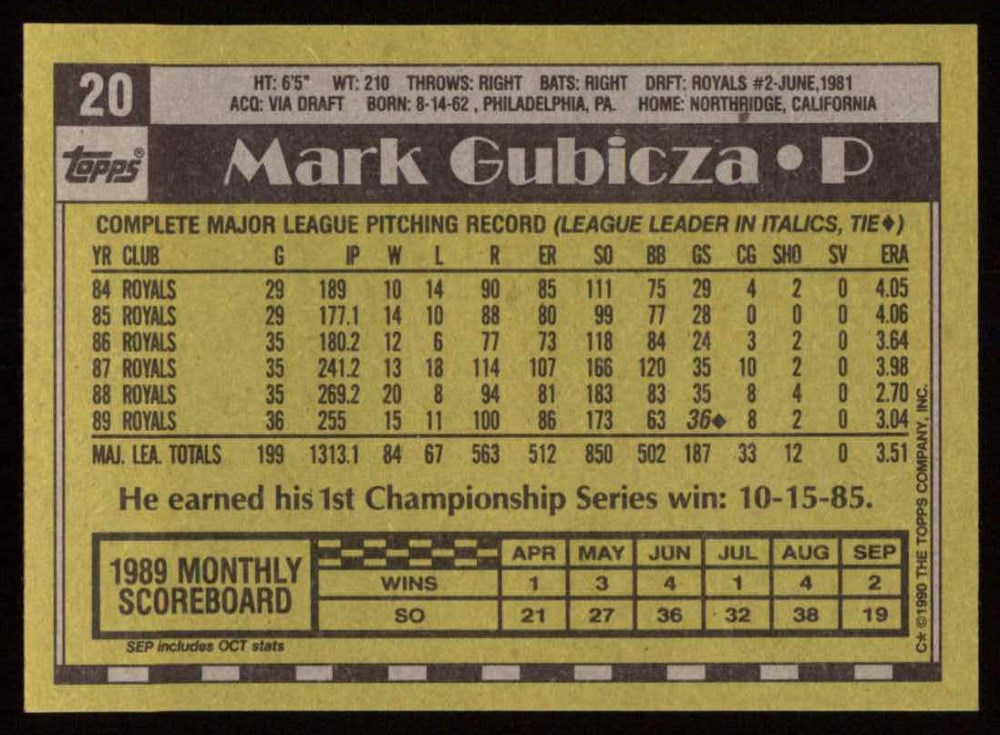 20
HT: 6'5" WT: 210 THROWS: RIGHT BATS: RIGHT DRFT: ROYALS #2-JUNE,1981
ACQ: VIA DRAFT BORN: 8-14-62 , PHILADELPHIA, PA. HOME: NORTHRIDGE, CALIFORNIA
topps®
Mark Gubicza • P
COMPLETE MAJOR LEAGUE PITCHING RECORD (LEAGUE LEADER IN ITALICS, TIE♦)
YR CLUB G IP W L R ER SO BB GS CG SHO SV ERA
84 ROYALS 29 189 10 14 90 85 111 75 29 4 2 0 4.05
85 ROYALS 29 177.1 14 10 88 80 99 77 28 0 0 0 4.06
86 ROYALS 35 180.2 12 6 77 73 118 84 24 3 2 0 3.64
87 ROYALS 35 241.2 13 18 114 107 166 120 35 10 2 0 3.98
88 ROYALS 35 269.2 20 8 94 81 183 83 35 8 4 0 2.70
89 ROYALS 36 255 15 11 100 86 173 63 36♦ 8 2 0 3.04
MAJ. LEA. TOTALS 199 1313.1 84 67 563 512 850 502 187 33 12 0 3.51
He earned his 1st Championship Series win: 10-15-85.
1989 MONTHLY
SCOREBOARD
APR MAY JUN JUL AUG SEP
WINS 1 3 4 1 4 2
SO 21 27 36 32 38 19
SEP includes OCT stats
C* ©1990 THE TOPPS COMPANY, INC.